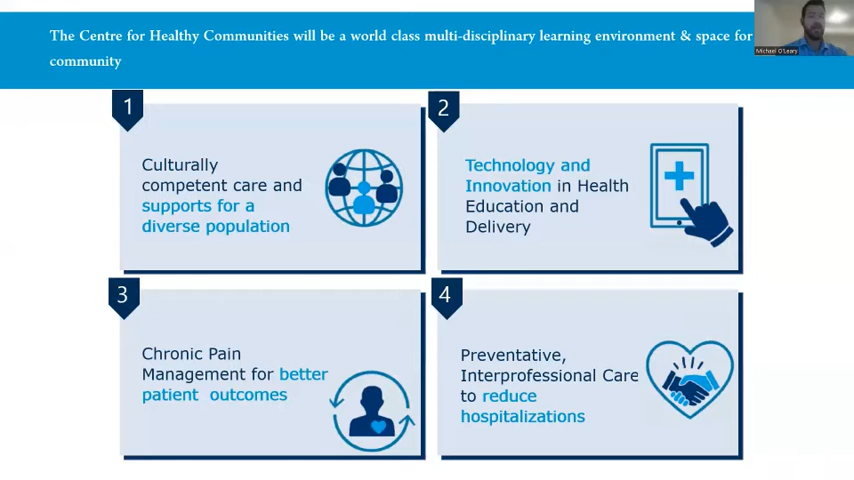 The Centre for Healthy Communities will be a world class multi-disciplinary learning environment & space for
community
Michael O'Leary
1
Culturally
competent care and
supports for a
diverse population
2
Technology and
Innovation in Health
Education and
Delivery
3
Chronic Pain
Management for better
patient outcomes
4
Preventative,
Interprofessional Care
to reduce
hospitalizations